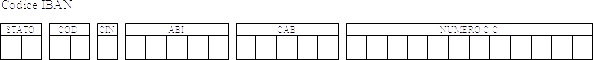 Codice IBAN
STATO COD CIN ABI CAB NUMERO C/C